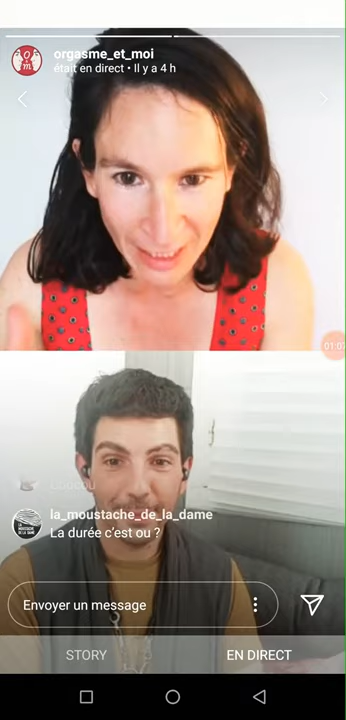 orgasme_et_moi
était en direct • Il y a 4 h
01:07
la_moustache_de_la_dame
La durée c'est ou ?
Envoyer un message
STORY
EN DIRECT